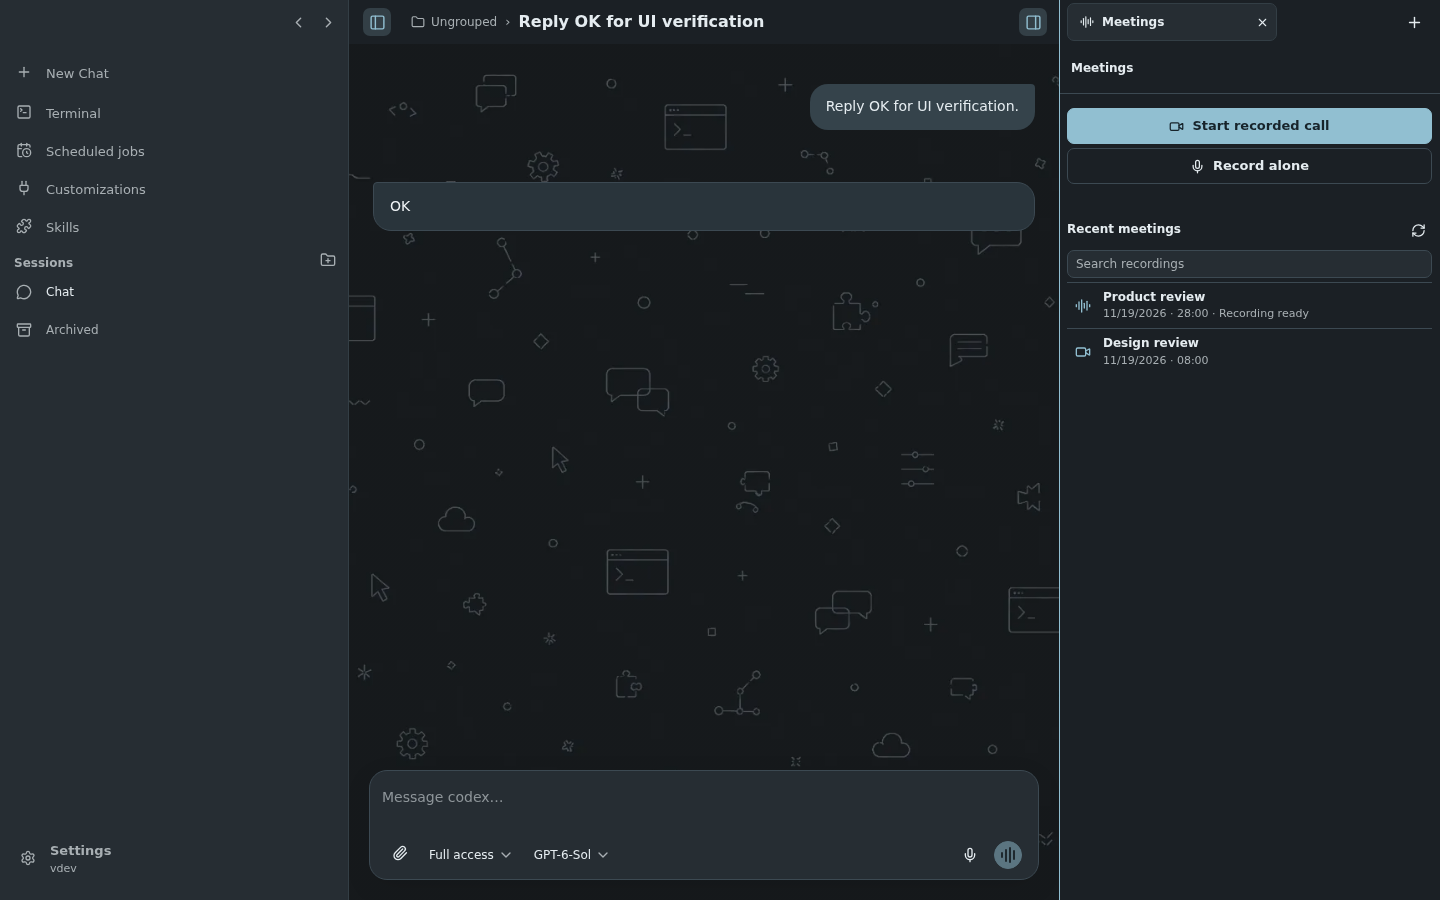 New Chat
Terminal
Scheduled jobs
Customizations
Skills
Sessions
Chat
Archived
Settings
vdev
Ungrouped › Reply OK for UI verification
Reply OK for UI verification.
OK
Message codex...
Full access
GPT-6-Sol
Meetings
Meetings
Start recorded call
Record alone
Recent meetings
Search recordings
Product review
11/19/2026 · 28:00 · Recording ready
Design review
11/19/2026 · 08:00